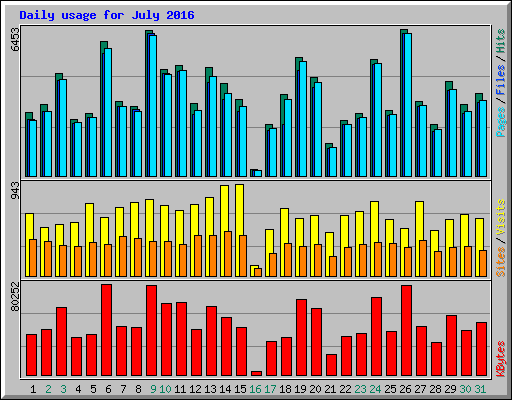 Daily usage for July 2016
6453
Pages / Files / Hits
943
Sites / Visits
80252
KBytes
1 2 3 4 5 6 7 8 9 10 11 12 13 14 15 16 17 18 19 20 21 22 23 24 25 26 27 28 29 30 31